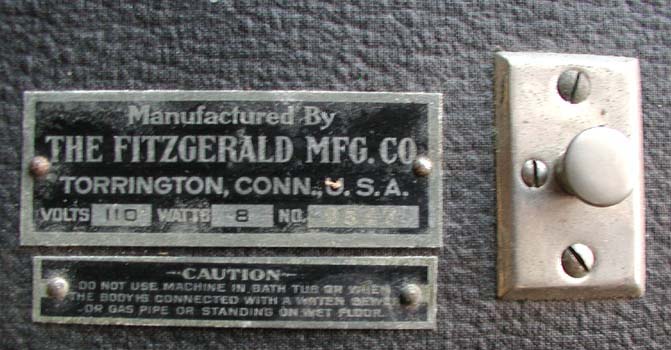 Manufactured By
THE FITZGERALD MFG. CO
TORRINGTON, CONN., U. S. A.
VOLTS 110 WATTS 8 NO.
CAUTION
DO NOT USE MACHINE IN BATH TUB OR WHEN
THE BODY IS CONNECTED WITH A WATER SEWER
OR GAS PIPE OR STANDING ON WET FLOOR.